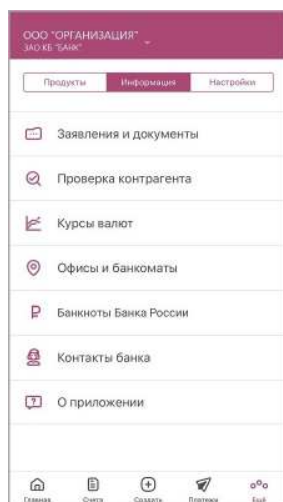 ООО "ОРГАНИЗАЦИЯ"
ЗАО КБ "БАНК"
Продукты Информация Настройки
Заявления и документы
Проверка контрагента
Курсы валют
Офисы и банкоматы
Банкноты Банка России
Контакты банка
О приложении
Главная Счета Создать Платежи Ещё